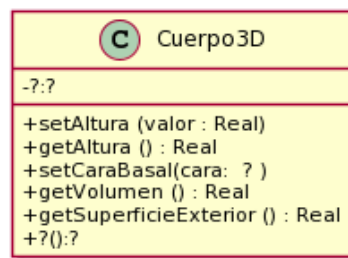 C Cuerpo3D
-?:?
+setAltura (valor : Real)
+getAltura () : Real
+setCaraBasal(cara: ? )
+getVolumen () : Real
+getSuperficieExterior () : Real
+?():?